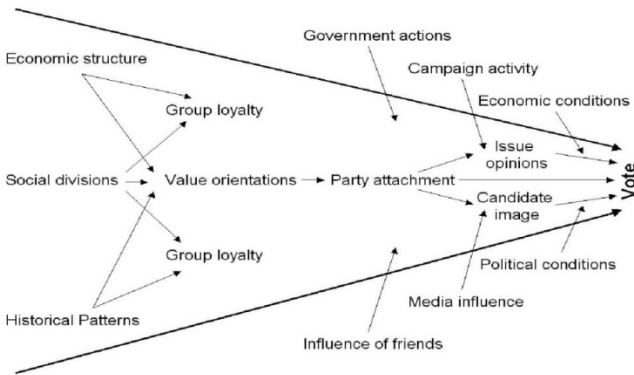 Government actions
Economic structure
Campaign activity
Group loyalty
Economic conditions
Issue
opinions
Social divisions
Value orientations
Party attachment
Vote
Candidate
image
Group loyalty
Political conditions
Media influence
Historical Patterns
Influence of friends